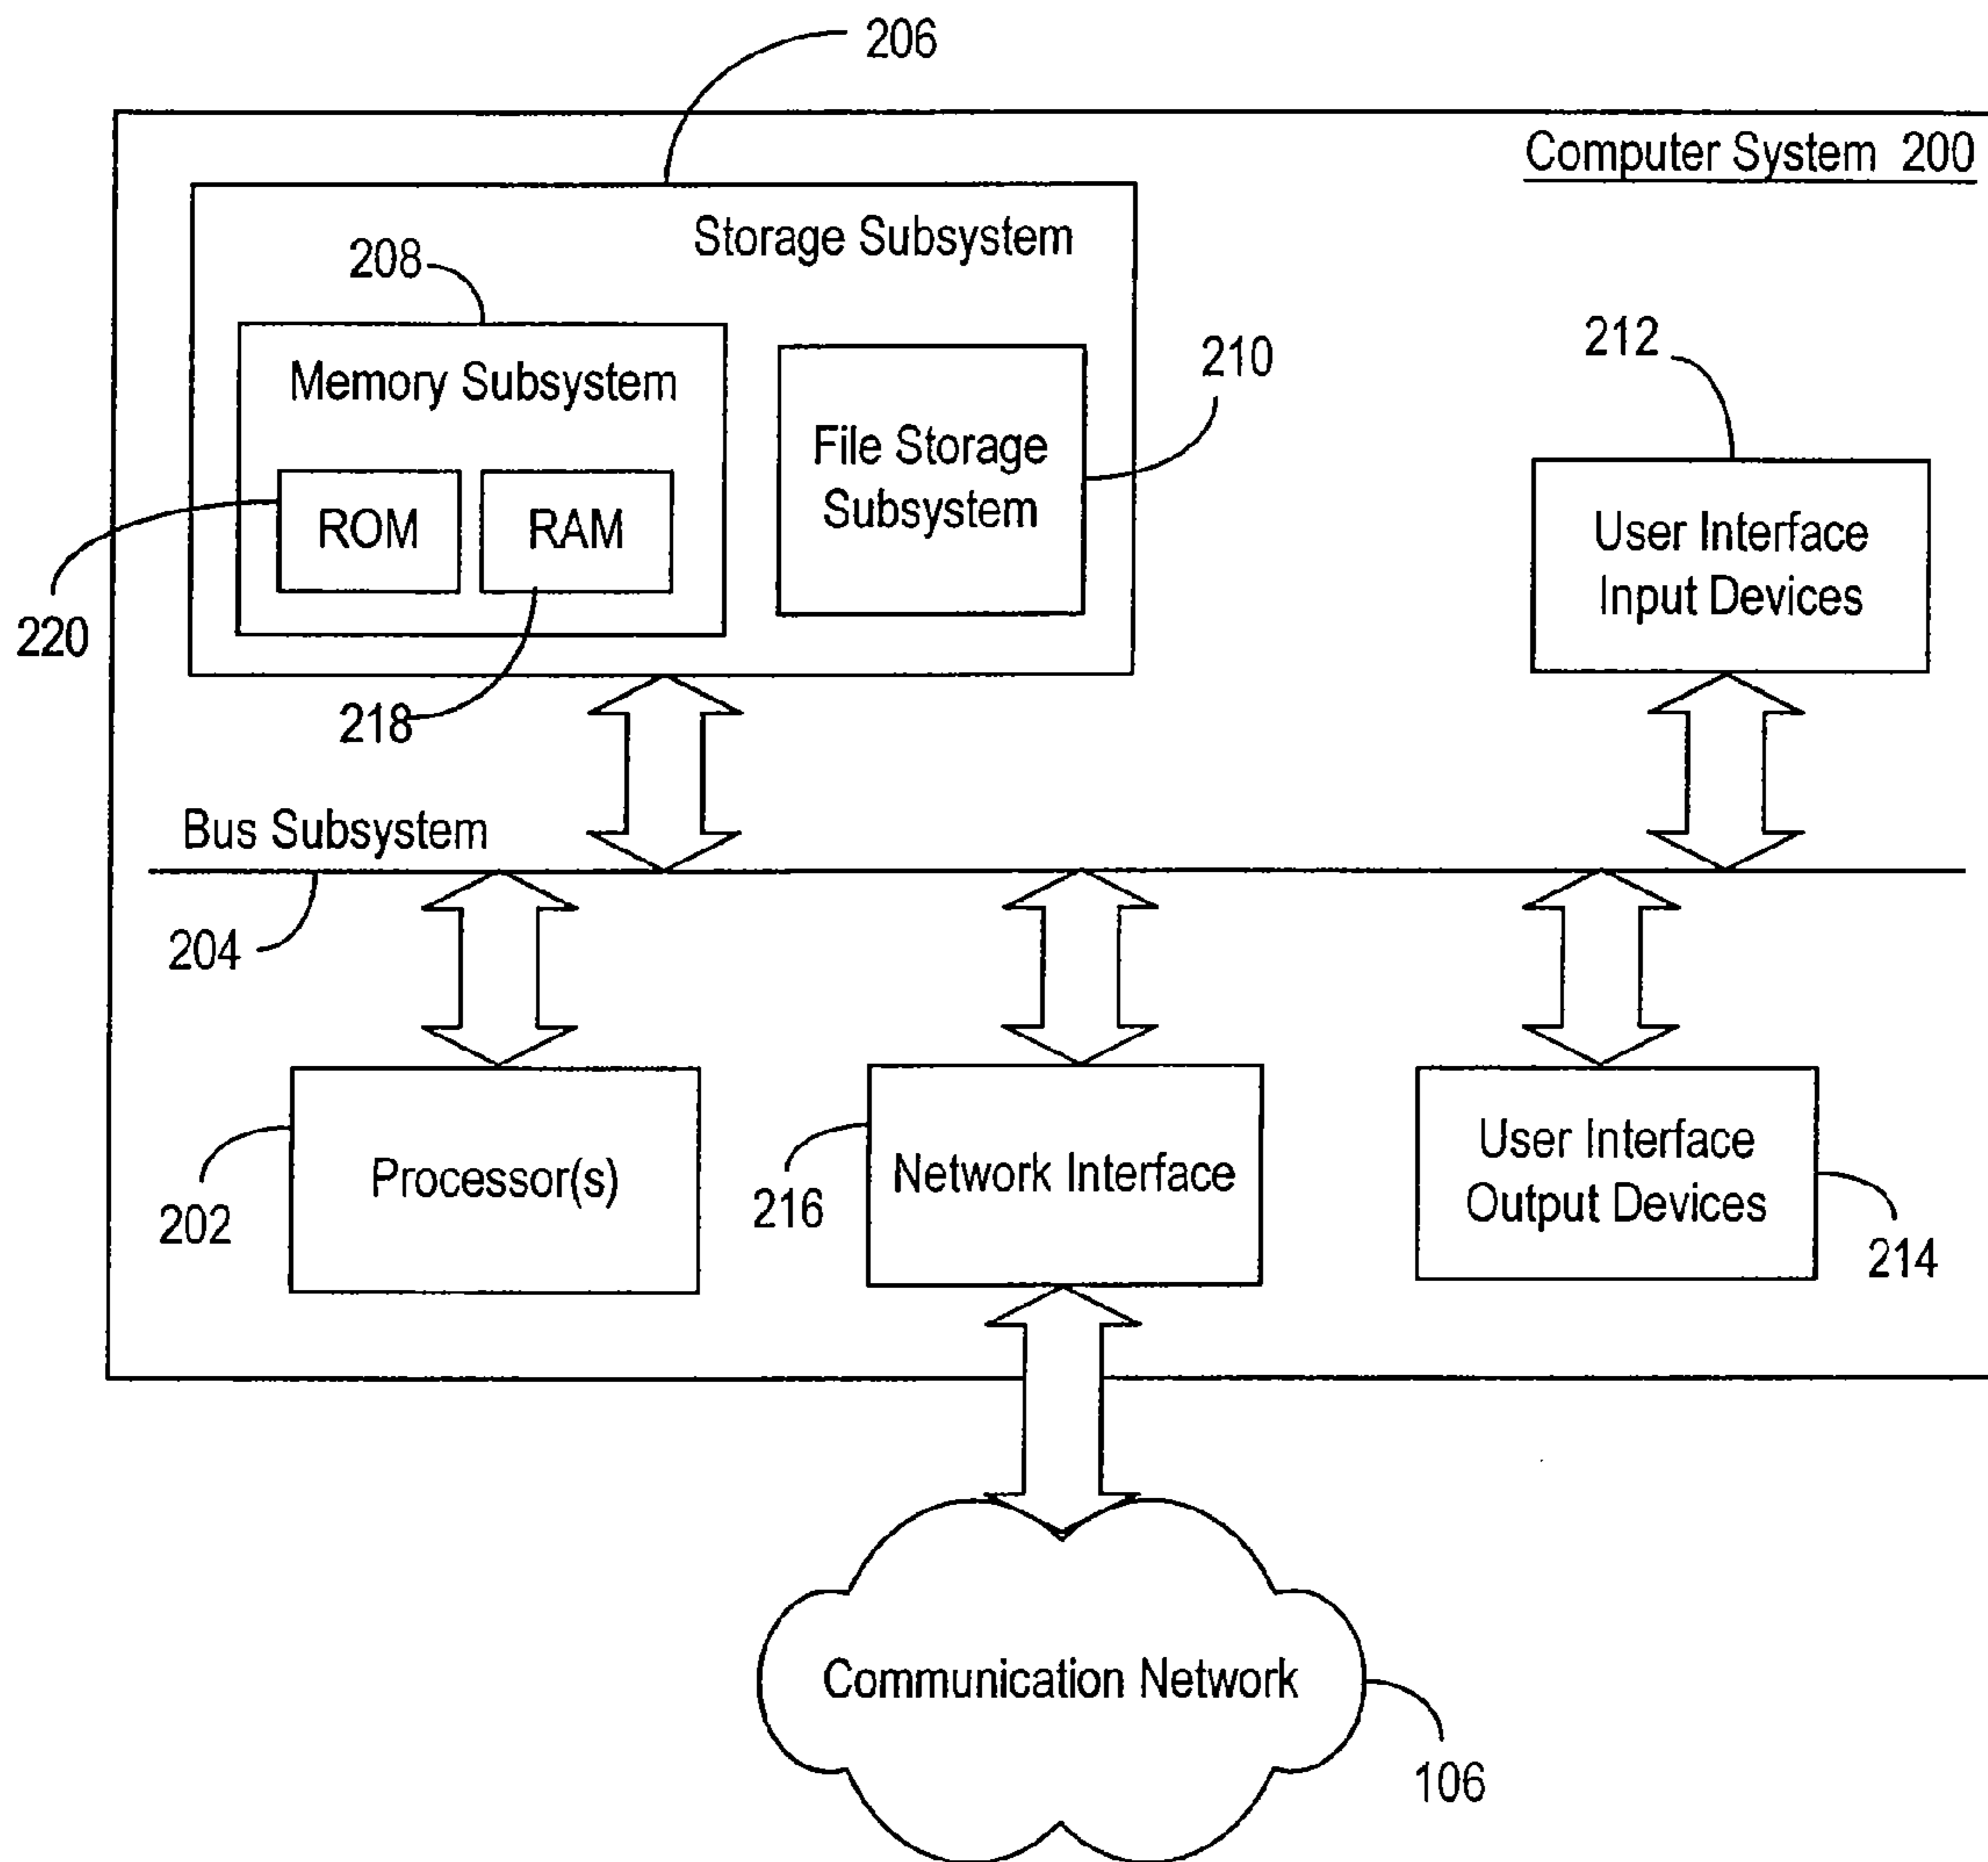 206
Computer System 200
Storage Subsystem
208
Memory Subsystem
ROM
RAM
220
218
File Storage
Subsystem
210
212
User Interface
Input Devices
Bus Subsystem
204
Processor(s)
202
Network Interface
216
User Interface
Output Devices
214
Communication Network
106